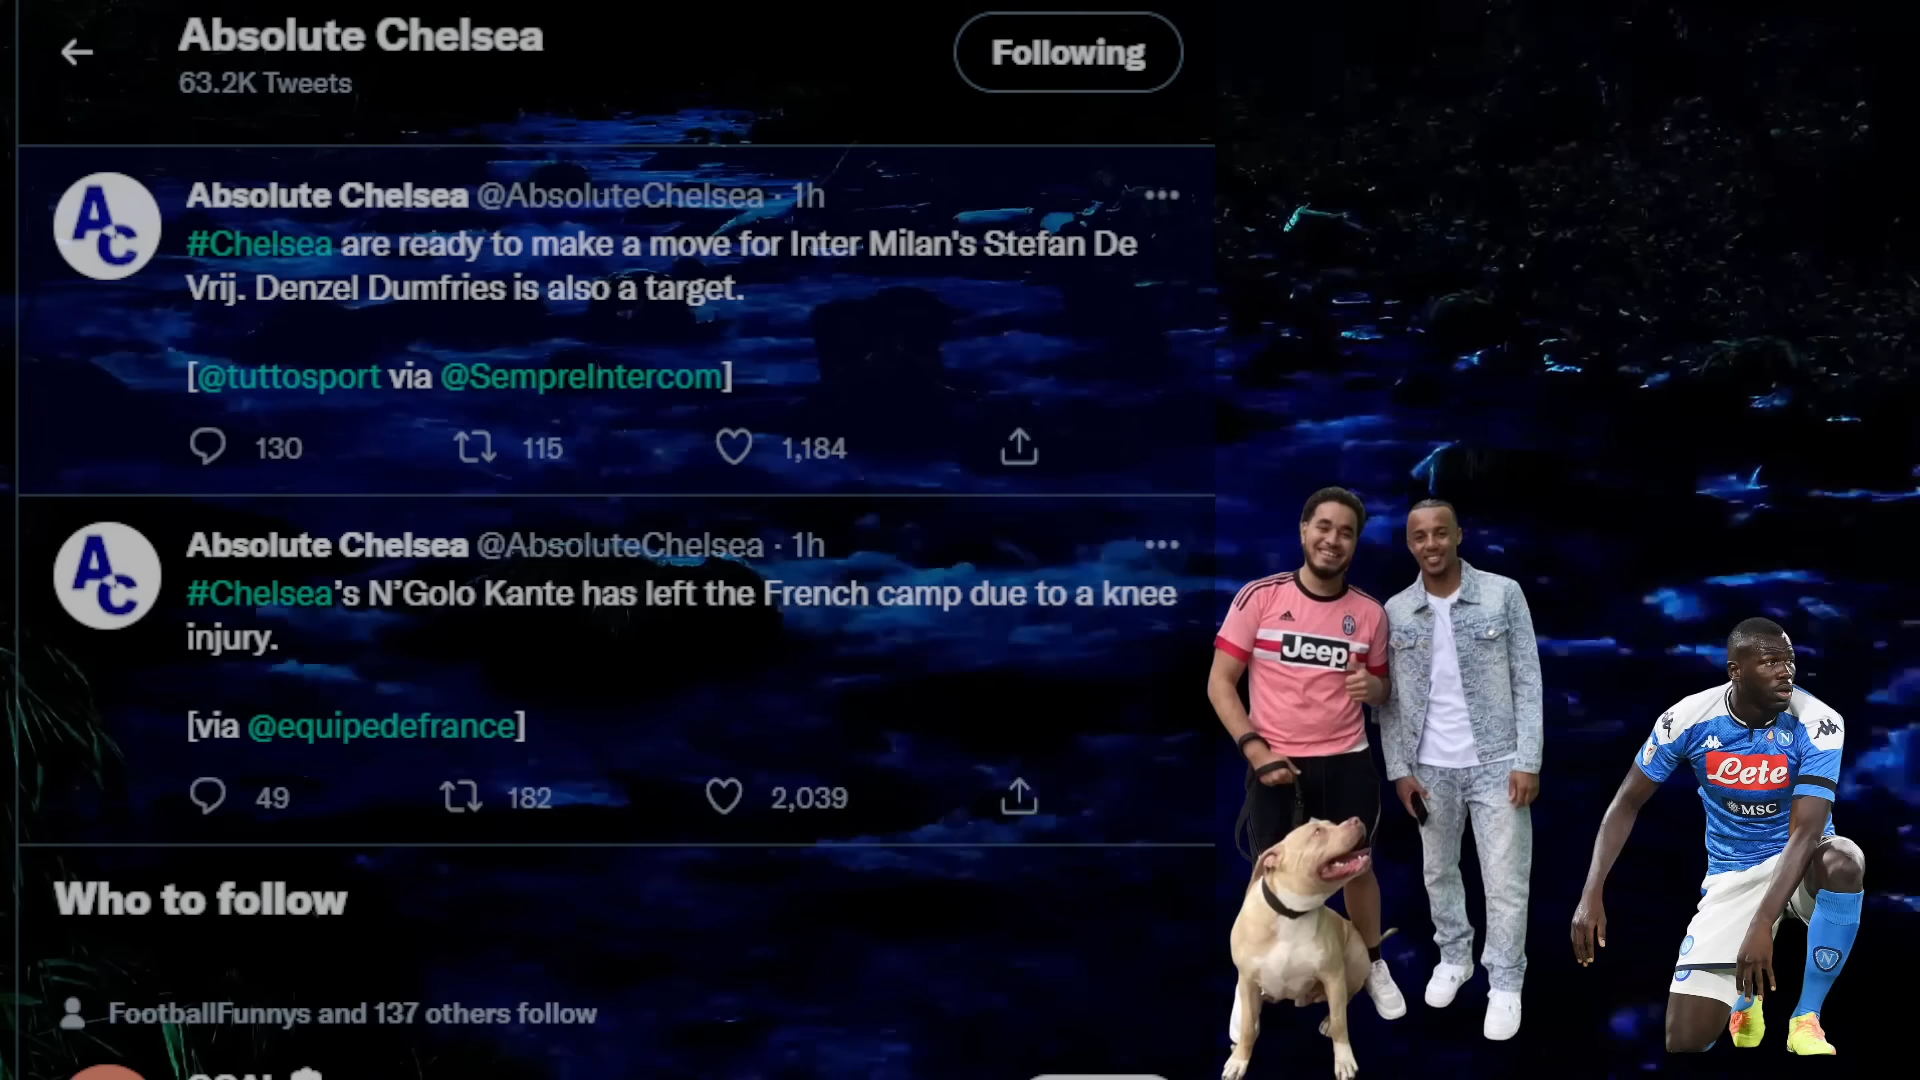 Absolute Chelsea
63.2K Tweets
Following
Absolute Chelsea @AbsoluteChelsea · 1h
#Chelsea are ready to make a move for Inter Milan's Stefan De
Vrij. Denzel Dumfries is also a target.
[@tuttosport via @SempreIntercom]
130 115 1,184
Absolute Chelsea @AbsoluteChelsea · 1h
#Chelsea’s N’Golo Kante has left the French camp due to a knee
injury.
[via @equipedefrance]
49 182 2,039
Who to follow
FootballFunnys and 137 others follow
AC
AC
Jeep
Lete
MSC
N
N